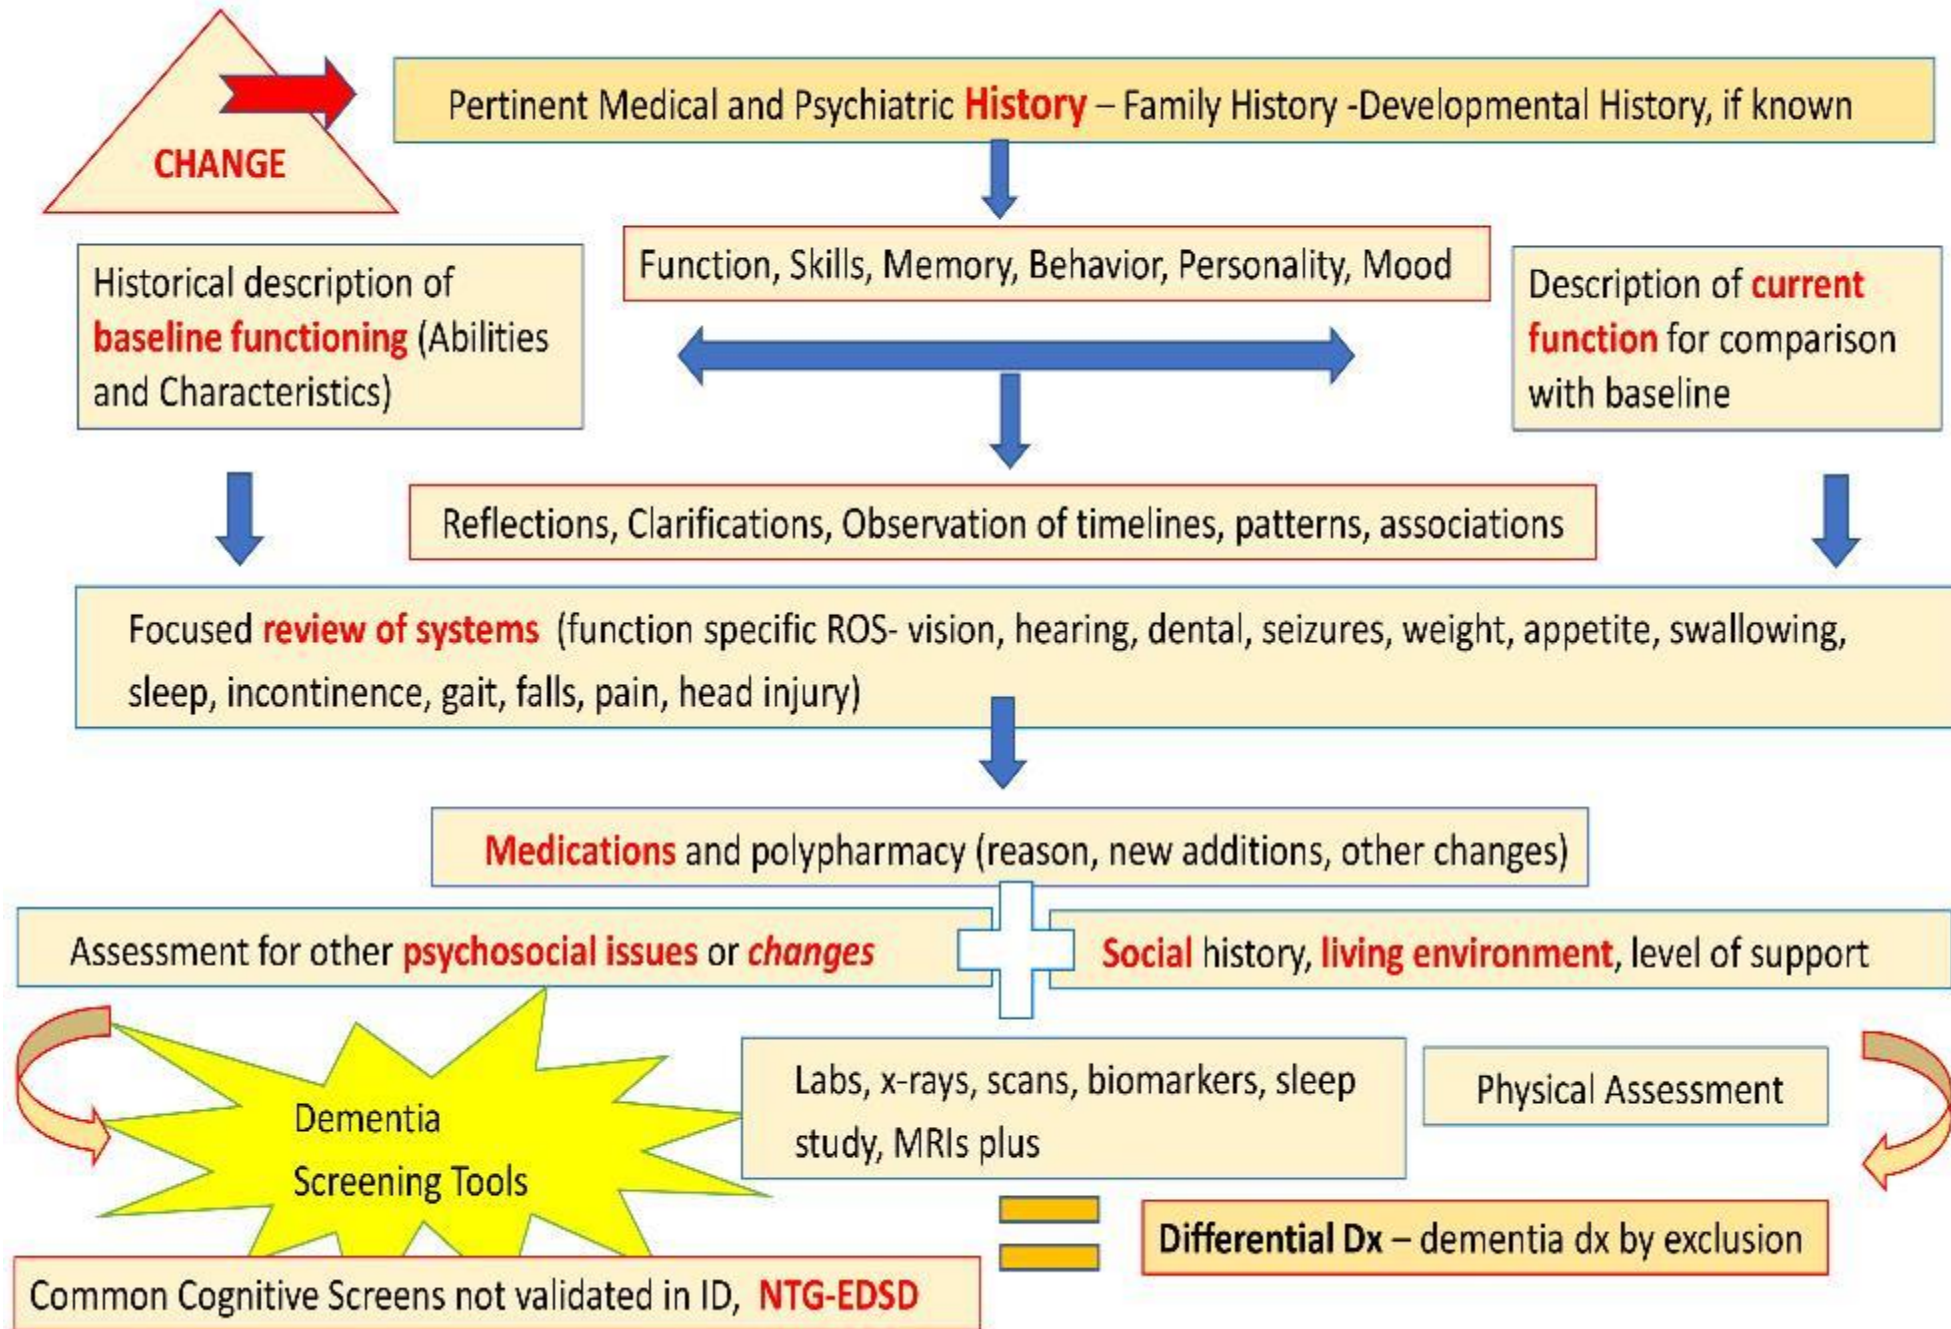 CHANGE
Pertinent Medical and Psychiatric History – Family History -Developmental History, if known
Function, Skills, Memory, Behavior, Personality, Mood
Historical description of
baseline functioning (Abilities
and Characteristics)
Description of current
function for comparison
with baseline
Reflections, Clarifications, Observation of timelines, patterns, associations
Focused review of systems (function specific ROS- vision, hearing, dental, seizures, weight, appetite, swallowing,
sleep, incontinence, gait, falls, pain, head injury)
Medications and polypharmacy (reason, new additions, other changes)
Assessment for other psychosocial issues or changes
Social history, living environment, level of support
Dementia
Screening Tools
Labs, x-rays, scans, biomarkers, sleep
study, MRIs plus
Physical Assessment
Differential Dx – dementia dx by exclusion
Common Cognitive Screens not validated in ID, NTG-EDSD